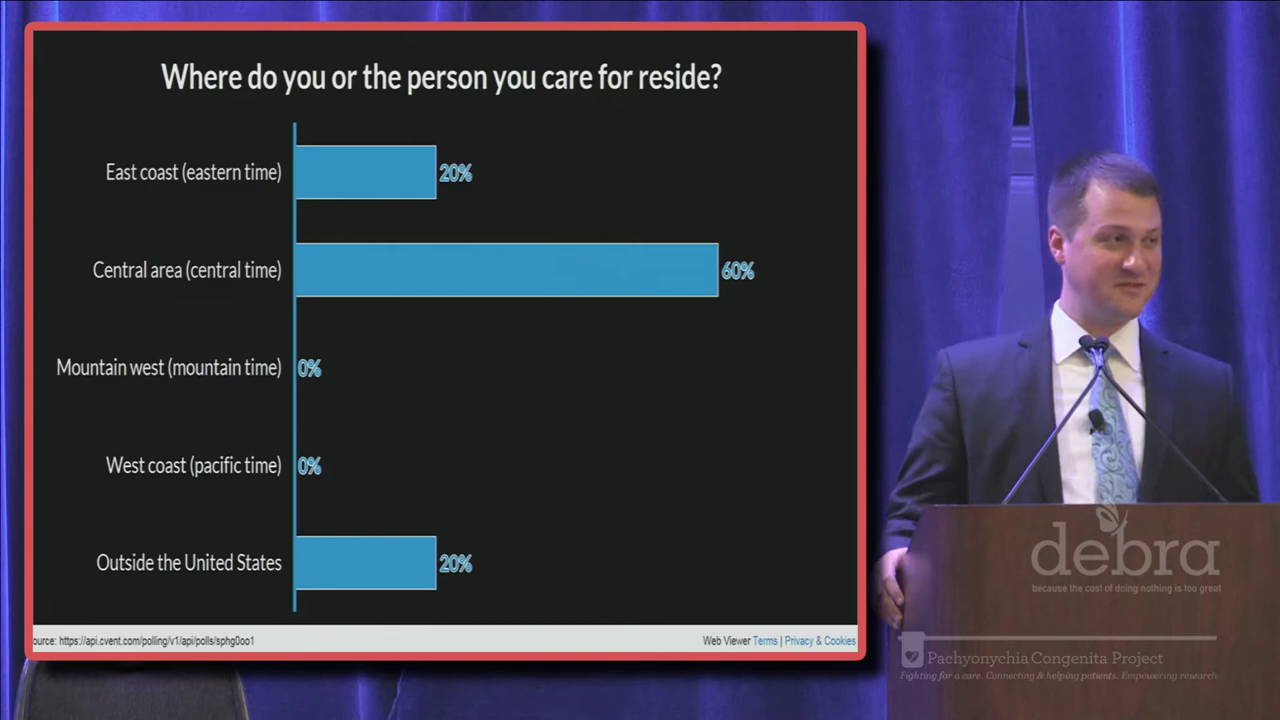 Where do you or the person you care for reside?
East coast (eastern time)
20%
Central area (central time)
60%
Mountain west (mountain time)
0%
West coast (pacific time)
0%
Outside the United States
20%
ource: https://api.cvent.com/polling/v1/api/polls/sphg0oo1
Web Viewer Terms | Privacy & Cookies
debra
because the cost of doing nothing is too great
Pachyonychia Congenita Project
Fighting for a cure. Connecting & helping patients. Empowering research.